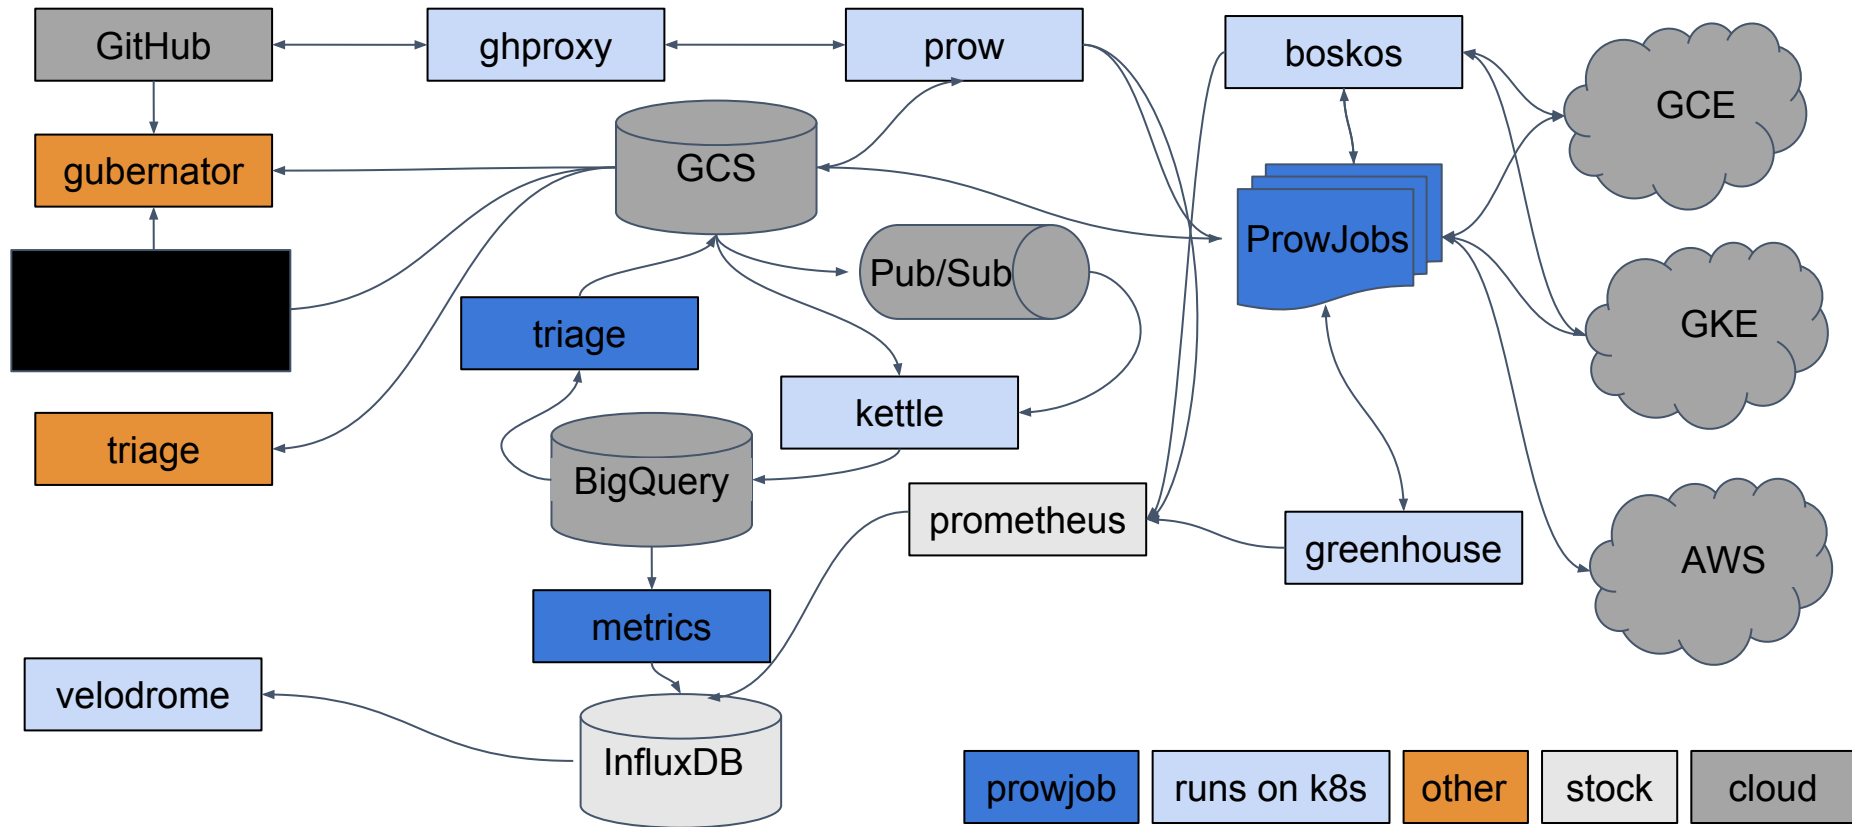 GitHub
ghproxy
prow
boskos
GCE
gubernator
GCS
ProwJobs
Pub/Sub
triage
GKE
kettle
triage
BigQuery
prometheus
greenhouse
AWS
metrics
velodrome
InfluxDB
prowjob
runs on k8s
other
stock
cloud